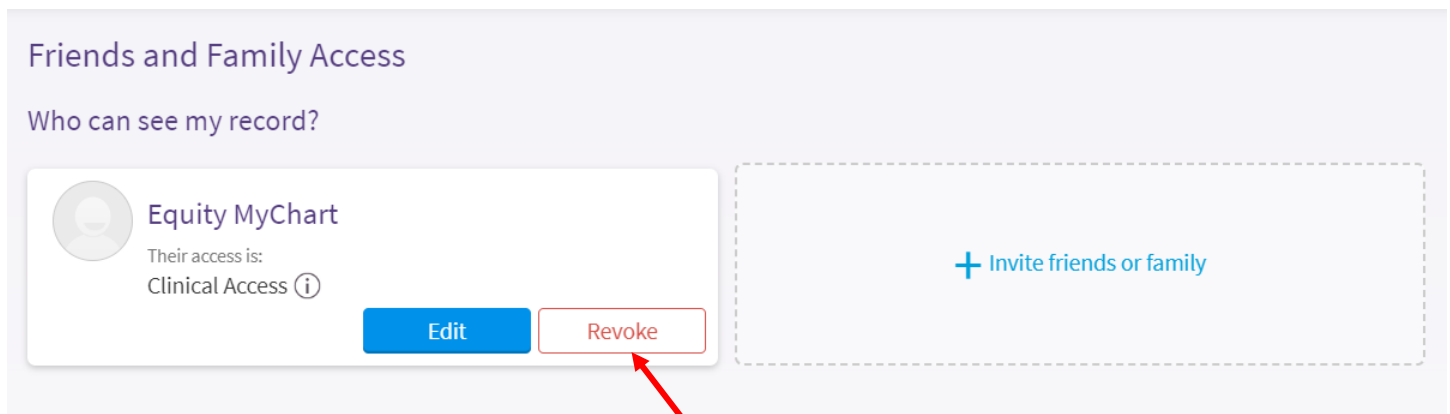 Friends and Family Access
Who can see my record?
Equity MyChart
Their access is:
Clinical Access
Edit
Revoke
+ Invite friends or family